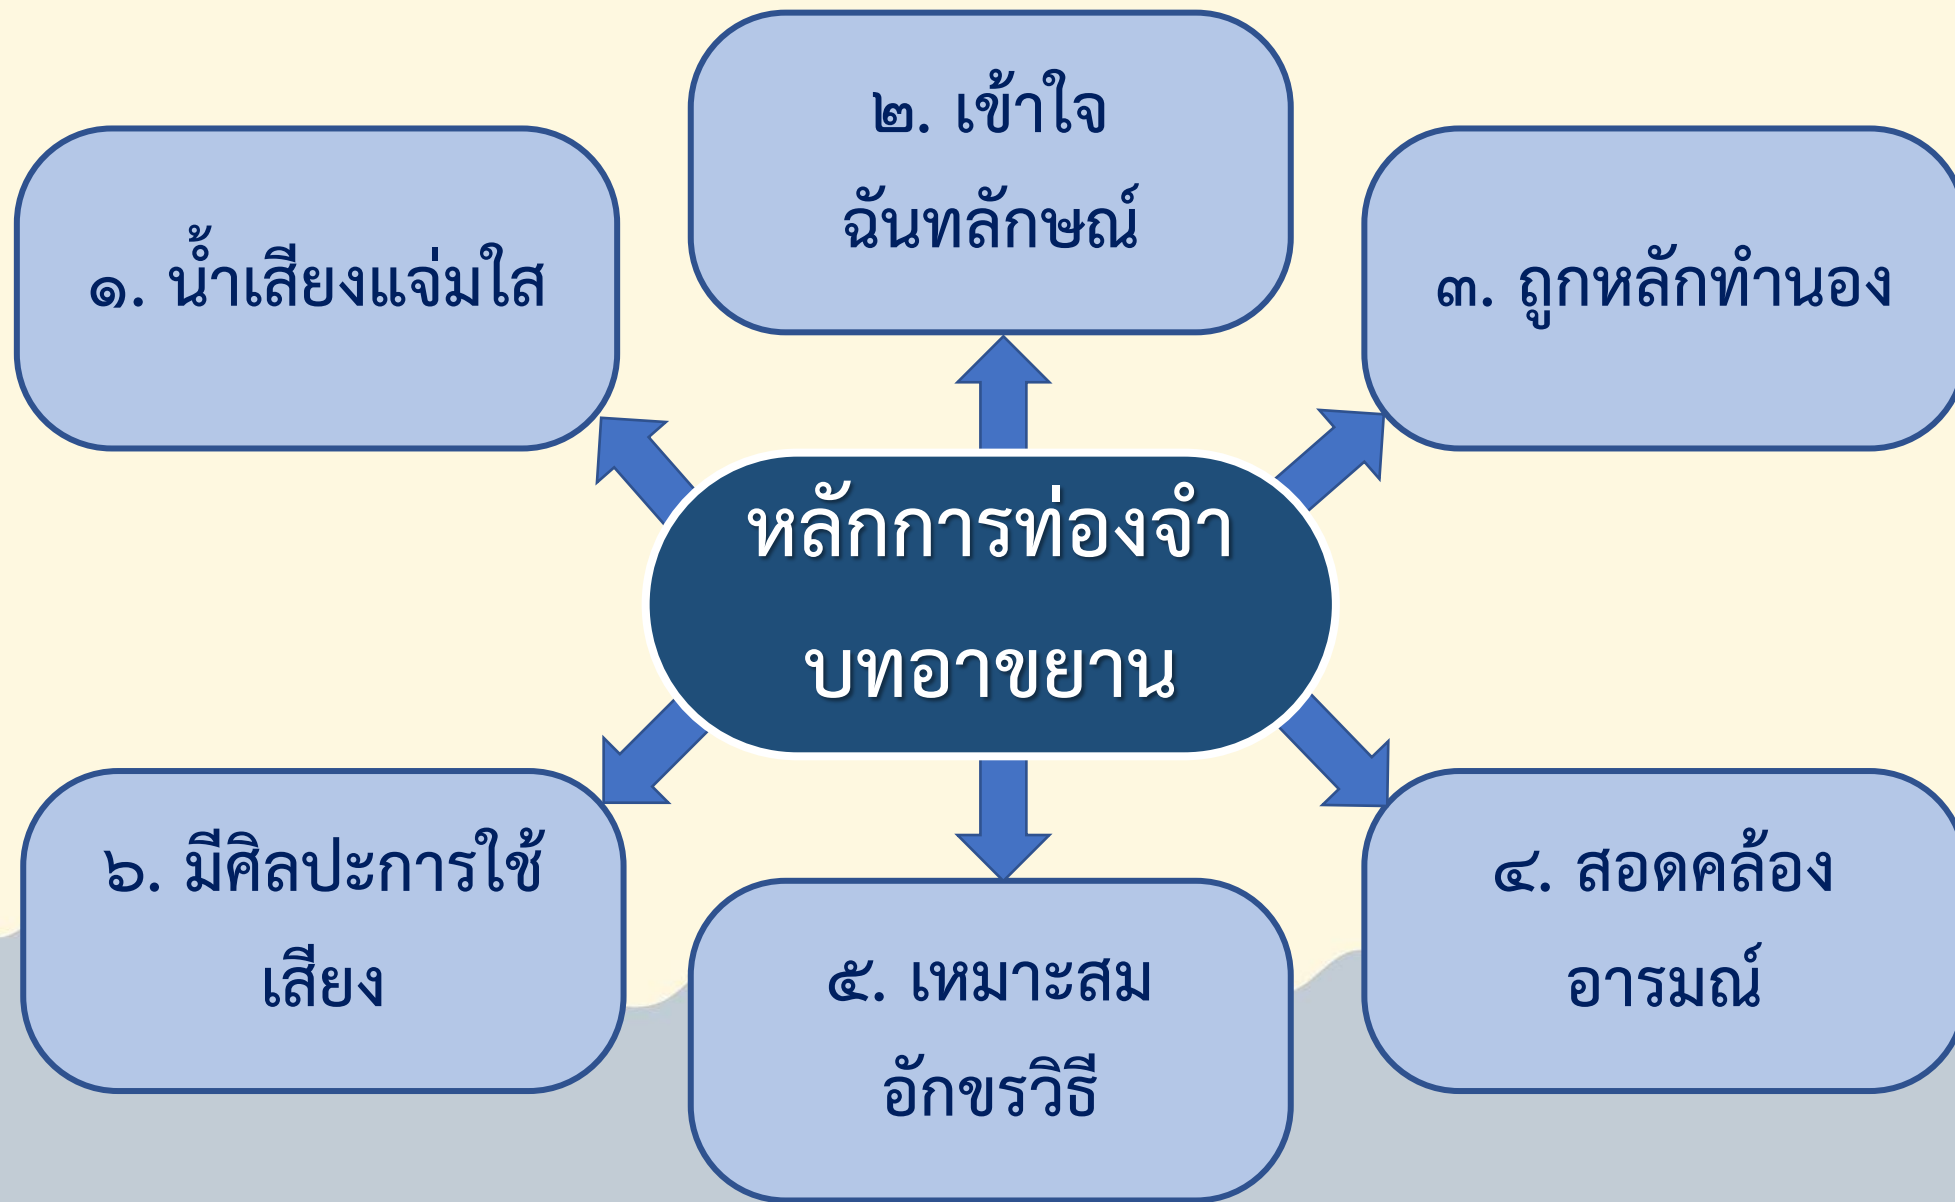 หลักการท่องจำ
บทอาขยาน
๑. น้ำเสียงแจ่มใส
๒. เข้าใจ
ฉันทลักษณ์
๓. ถูกหลักทำนอง
๔. สอดคล้อง
อารมณ์
๕. เหมาะสม
อักขรวิธี
๖. มีศิลปะการใช้
เสียง